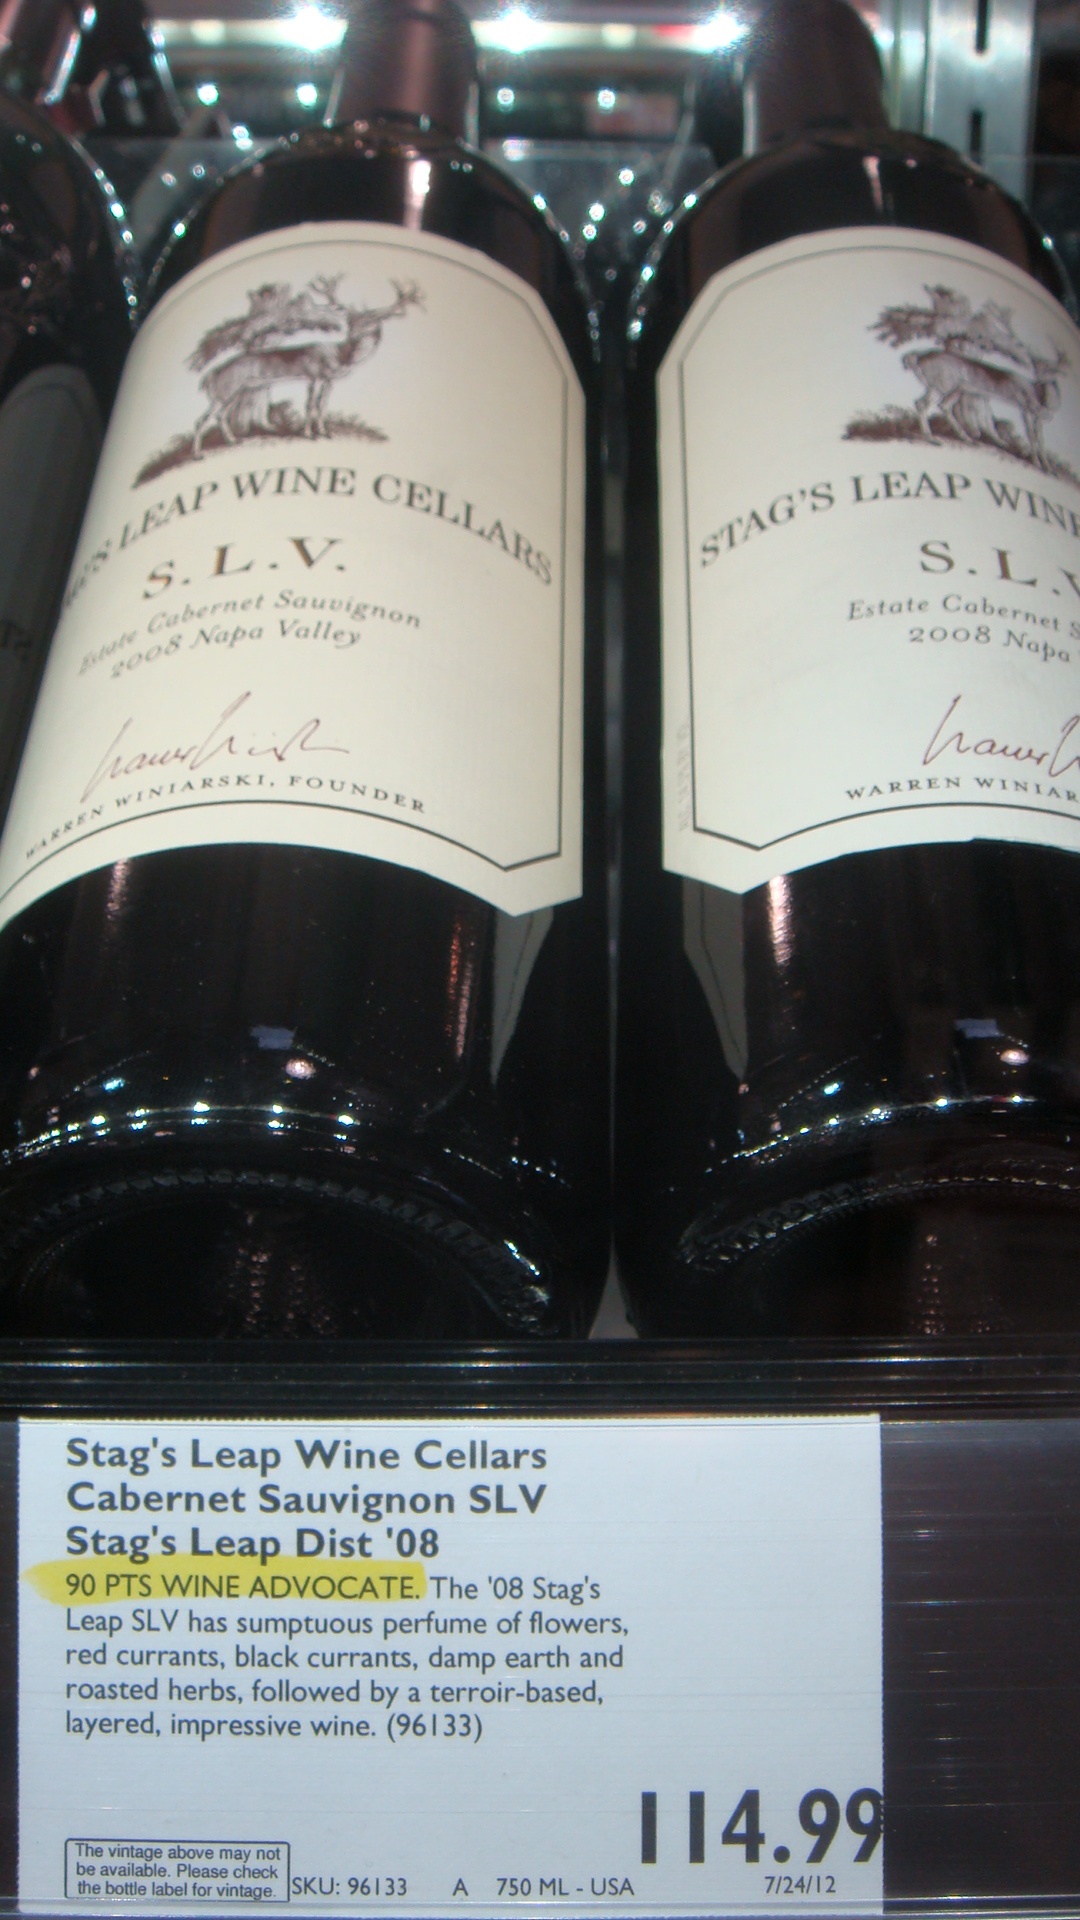 LEAP WINE CELLARS
S. L. V.
Estate Cabernet Sauvignon
2008 Napa Valley
WARREN WINIARSKI, FOUNDER
STAG'S LEAP WINE
S. L.
Estate Cabernet S
2008 Napa
WARREN WINIAR
Stag's Leap Wine Cellars
Cabernet Sauvignon SLV
Stag's Leap Dist '08
90 PTS WINE ADVOCATE. The '08 Stag's
Leap SLV has sumptuous perfume of flowers,
red currants, black currants, damp earth and
roasted herbs, followed by a terroir-based,
layered, impressive wine. (96133)
114.99
The vintage above may not
be available. Please check
the bottle label for vintage.
SKU: 96133 A 750 ML - USA 7/24/12